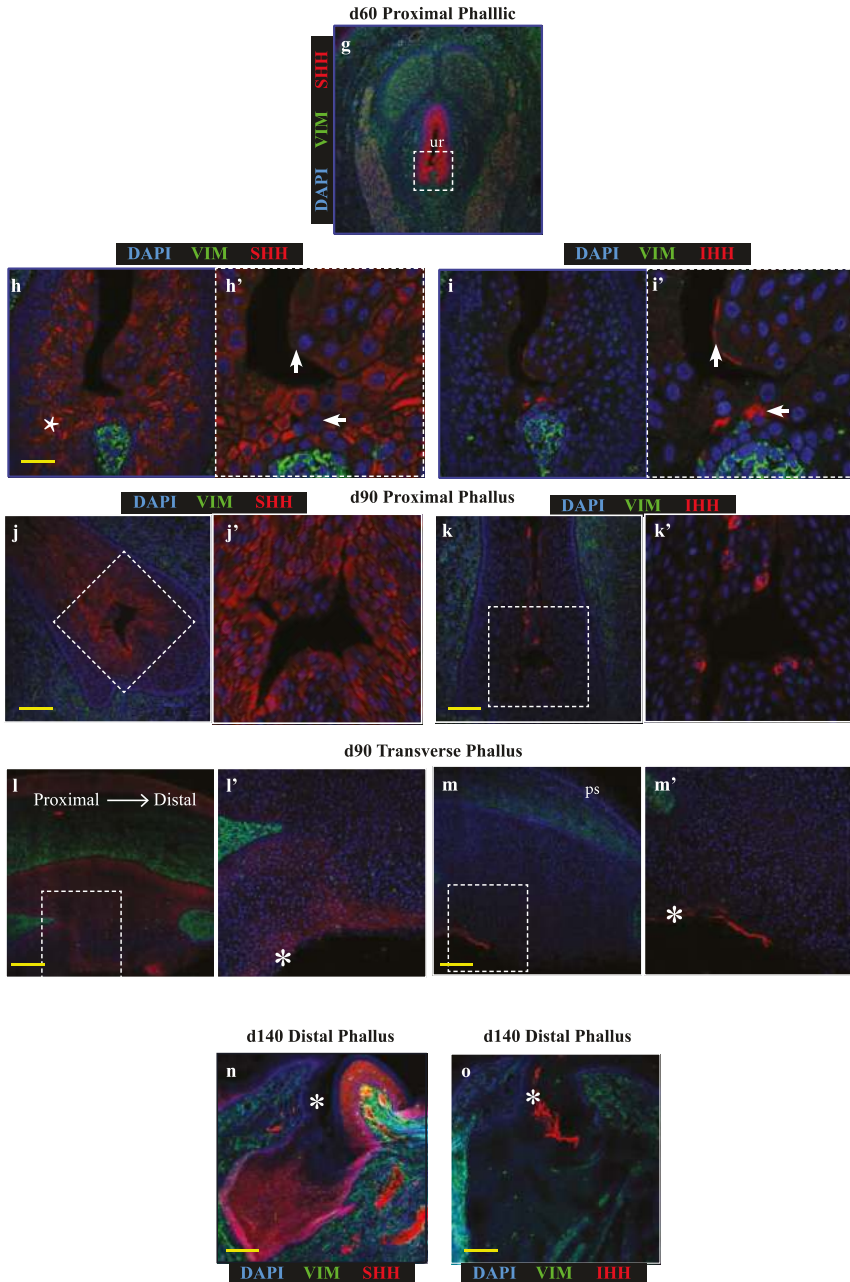 d60 Proximal Phalllic
g
DAPI VIM SHH
ur
DAPI VIM SHH
DAPI VIM IHH
h
h’
i
i’
d90 Proximal Phallus
DAPI VIM SHH
DAPI VIM IHH
j
j’
k
k’
d90 Transverse Phallus
l
Proximal Distal
l’
m
ps
m’
d140 Distal Phallus
d140 Distal Phallus
n
*
o
*
DAPI VIM SHH
DAPI VIM IHH